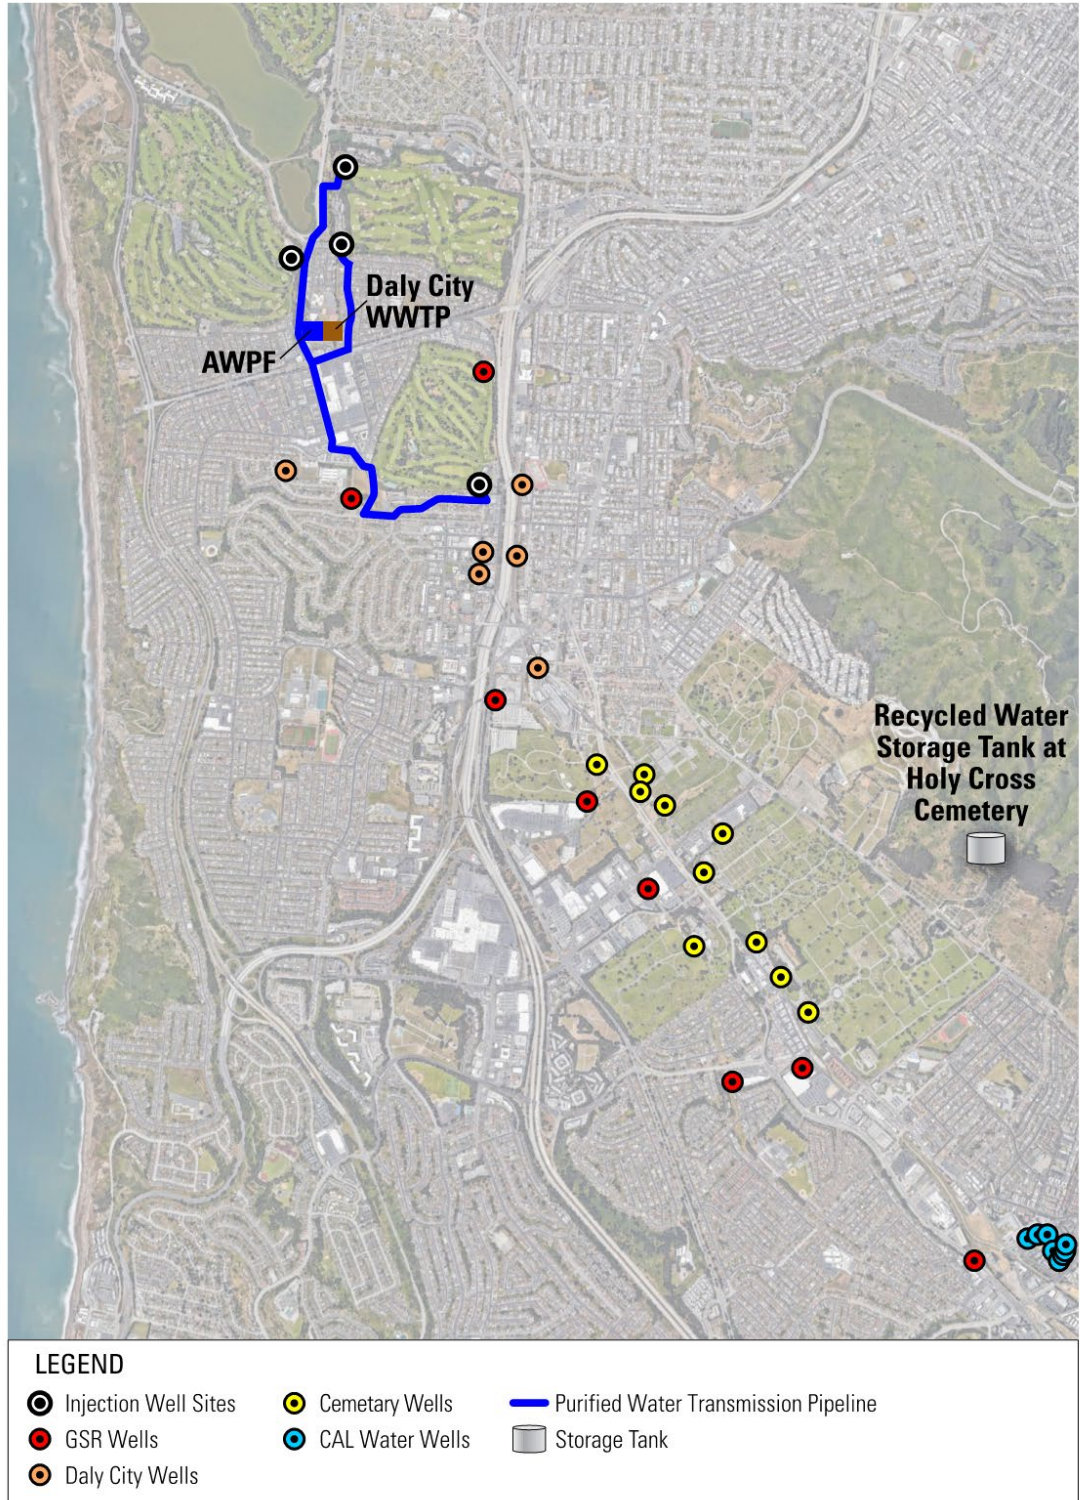 Daly City
WWTP
AWPF
Recycled Water
Storage Tank at
Holy Cross
Cemetery
LEGEND
Injection Well Sites
GSR Wells
Daly City Wells
Cemetary Wells
CAL Water Wells
Purified Water Transmission Pipeline
Storage Tank